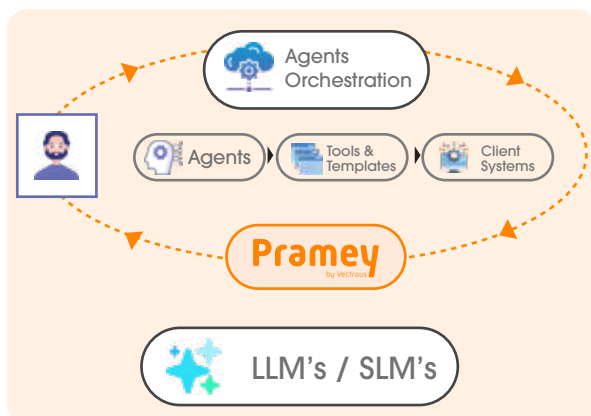 Agents
Orchestration
Agents
Tools &
Templates
Client
Systems
Pramey
by Vectrous
LLM's / SLM's